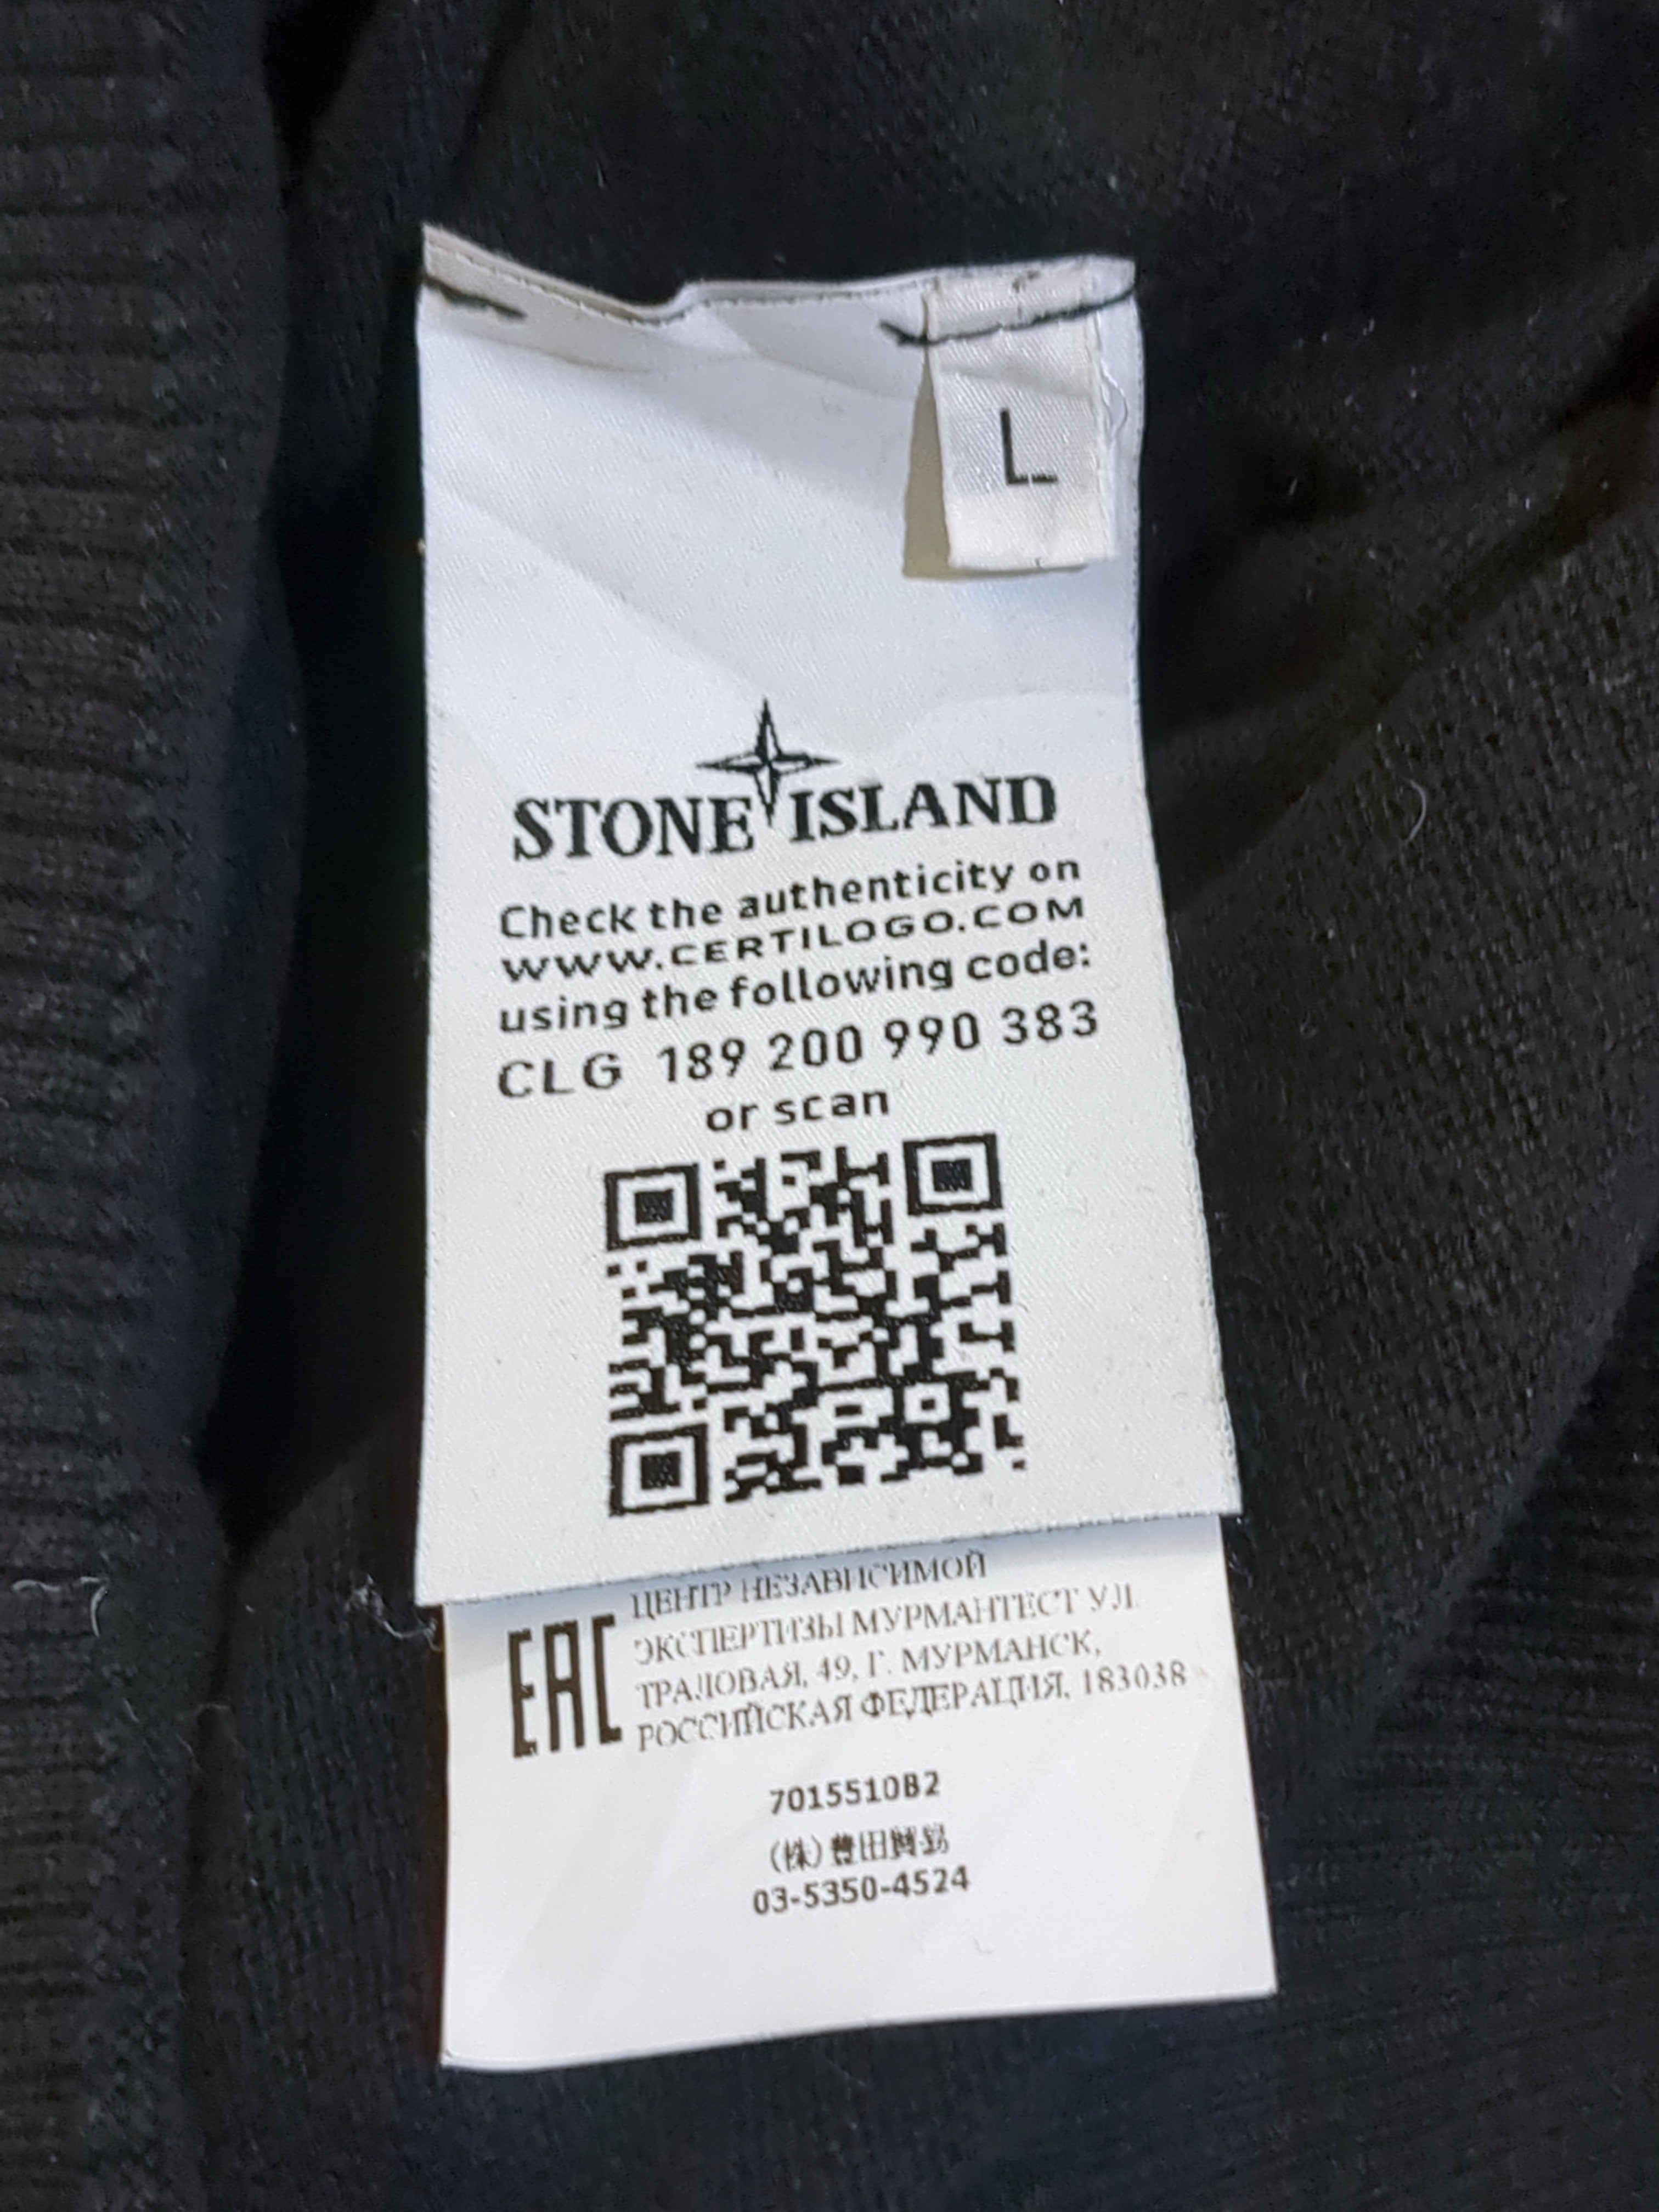 L
STONE ISLAND
Check the authenticity on
WWW.CERTILOGO.COM
using the following code:
CLG 189 200 990 383
or scan
EAC
ЦЕНТР НЕЗАВИСИМОЙ
ЭКСПЕРТИЗЫ МУРМАНТЕСТ УЛ.
ТРАЛОВАЯ, 49, Г. МУРМАНСК,
РОССИЙСКАЯ ФЕДЕРАЦИЯ, 183038
7015510B2
(株)豊田貿易
03-5350-4524